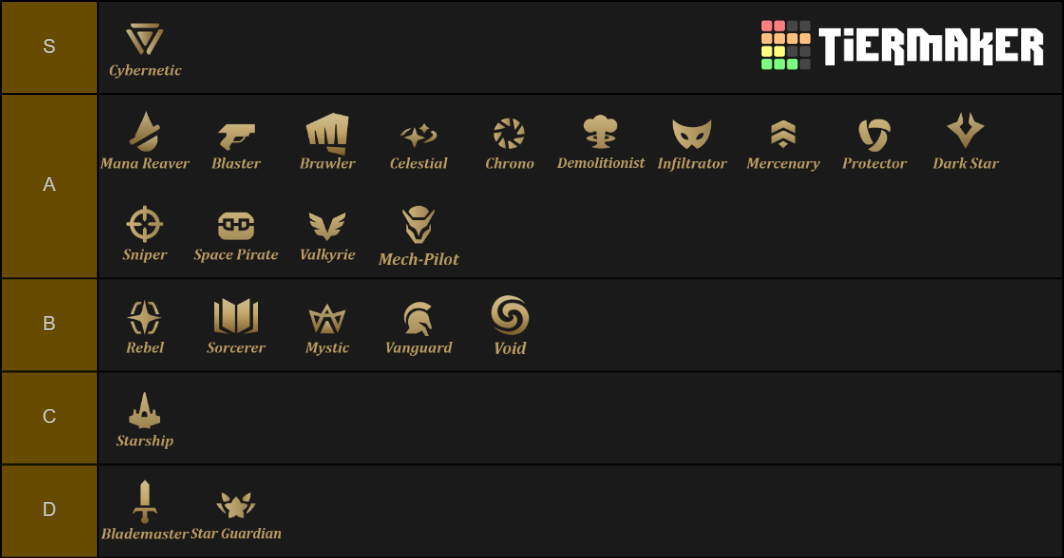 S
Cybernetic
TiERMAKER
A
Mana Reaver Blaster Brawler Celestial Chrono Demolitionist Infiltrator Mercenary Protector Dark Star
Sniper Space Pirate Valkyrie Mech-Pilot
B
Rebel Sorcerer Mystic Vanguard Void
C
Starship
D
Blademaster Star Guardian